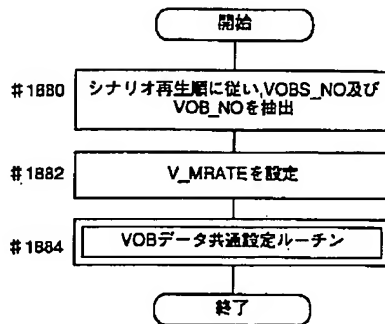 開始
#1880
シナリオ再生順に従い,VOBS_NO及び
VOB_NOを抽出
#1882
V_MRATEを設定
#1884
VOBデータ共通設定ルーチン
終了